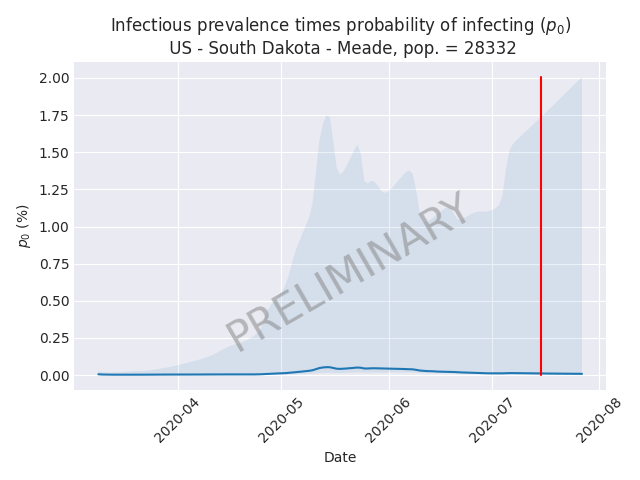 Infectious prevalence times probability of infecting (p₀)
US - South Dakota - Meade, pop. = 28332
2.00
1.75
1.50
1.25
1.00
0.75
0.50
0.25
0.00
p₀ (%)
PRELIMINARY
2020-04
2020-05
2020-06
2020-07
2020-08
Date